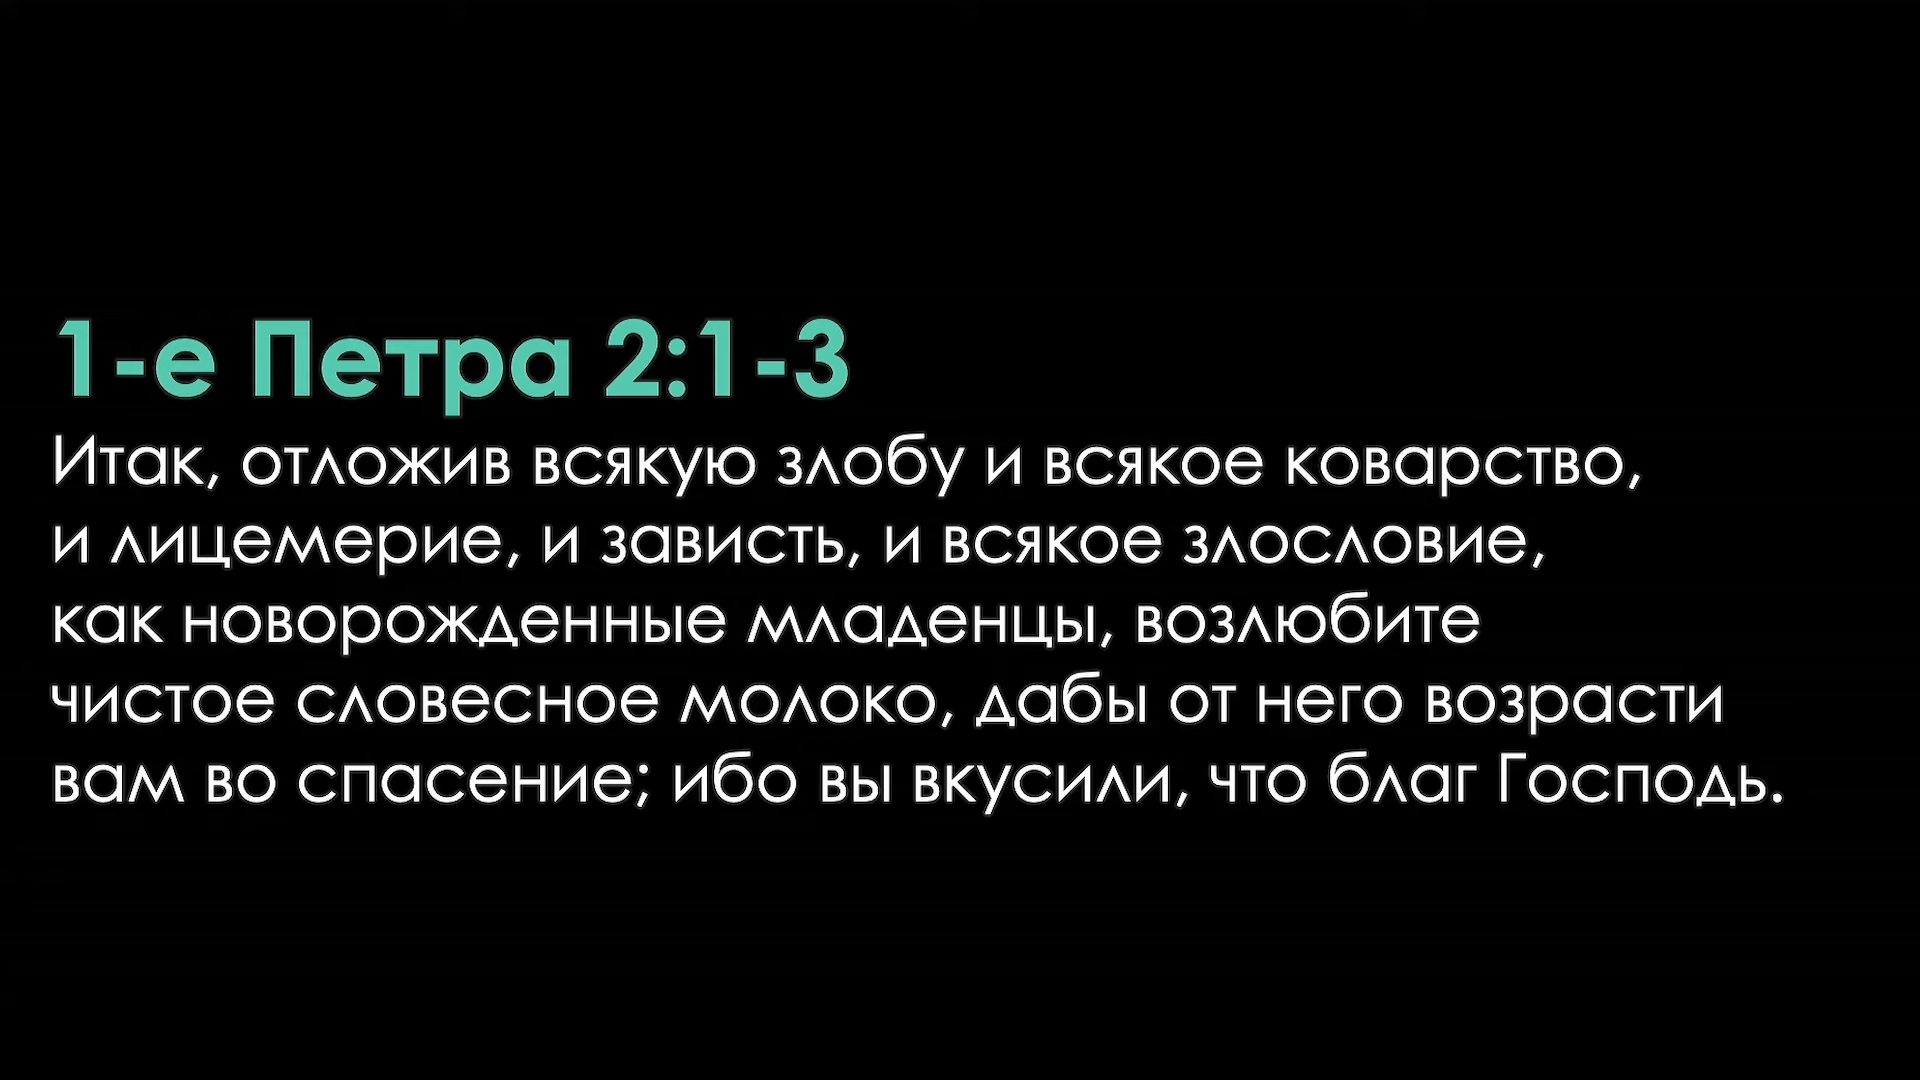 1-е Петра 2:1-3
Итак, отложив всякую злобу и всякое коварство,
и лицемерие, и зависть, и всякое злословие,
как новорожденные младенцы, возлюбите
чистое словесное молоко, дабы от него возрасти
вам во спасение; ибо вы вкусили, что благ Господь.